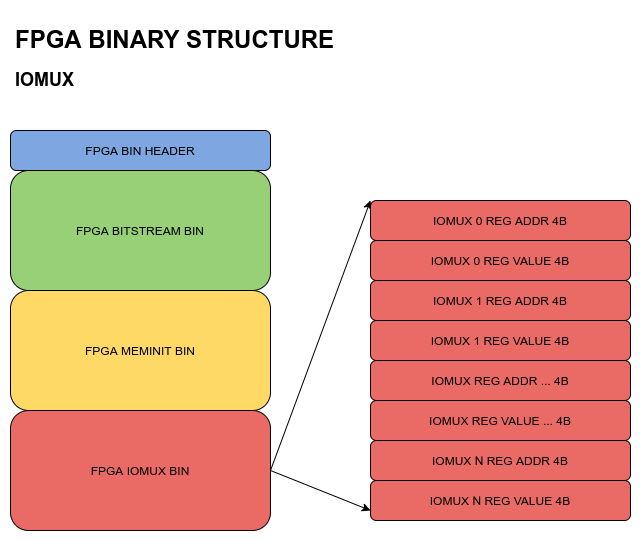 FPGA BINARY STRUCTURE
IOMUX
FPGA BIN HEADER
FPGA BITSTREAM BIN
FPGA MEMINIT BIN
FPGA IOMUX BIN
IOMUX 0 REG ADDR 4B
IOMUX 0 REG VALUE 4B
IOMUX 1 REG ADDR 4B
IOMUX 1 REG VALUE 4B
IOMUX REG ADDR ... 4B
IOMUX REG VALUE ... 4B
IOMUX N REG ADDR 4B
IOMUX N REG VALUE 4B